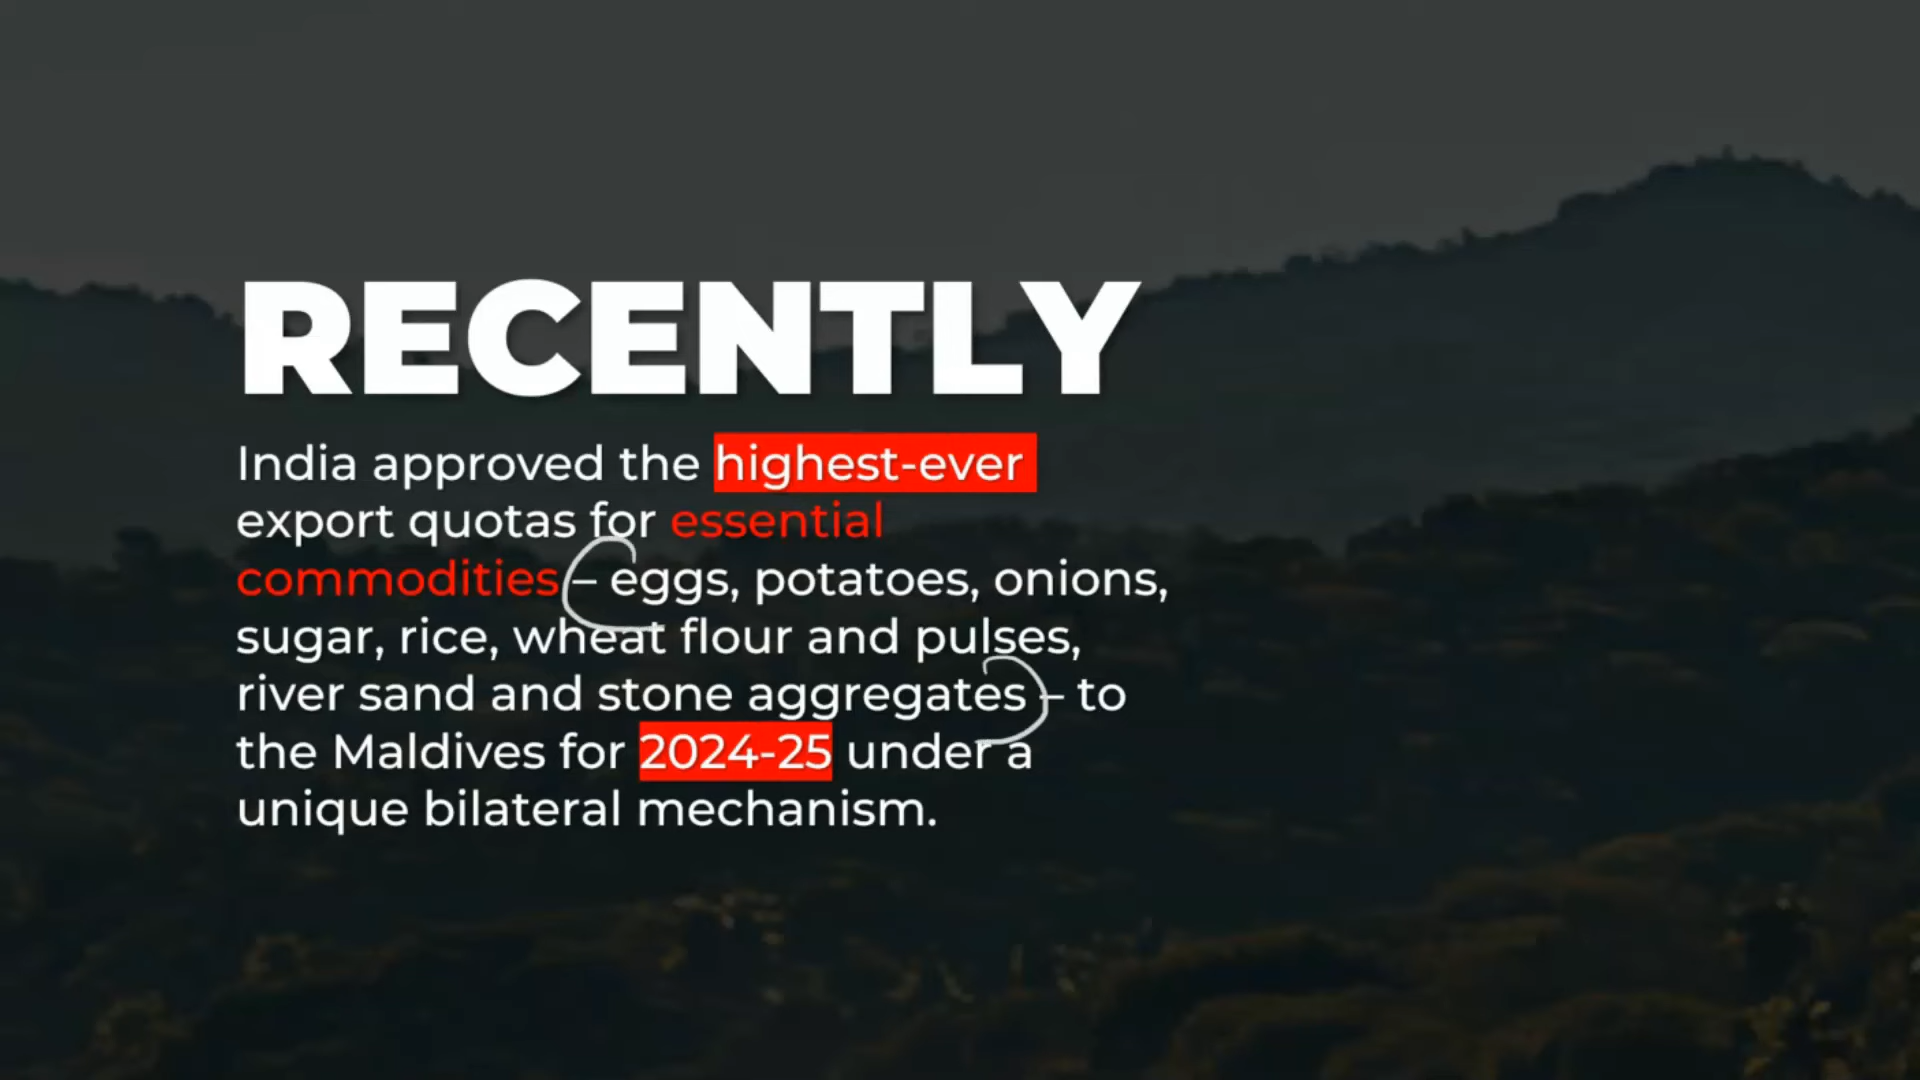 RECENTLY
India approved the highest-ever
export quotas for essential
commodities – eggs, potatoes, onions,
sugar, rice, wheat flour and pulses,
river sand and stone aggregates – to
the Maldives for 2024-25 under a
unique bilateral mechanism.